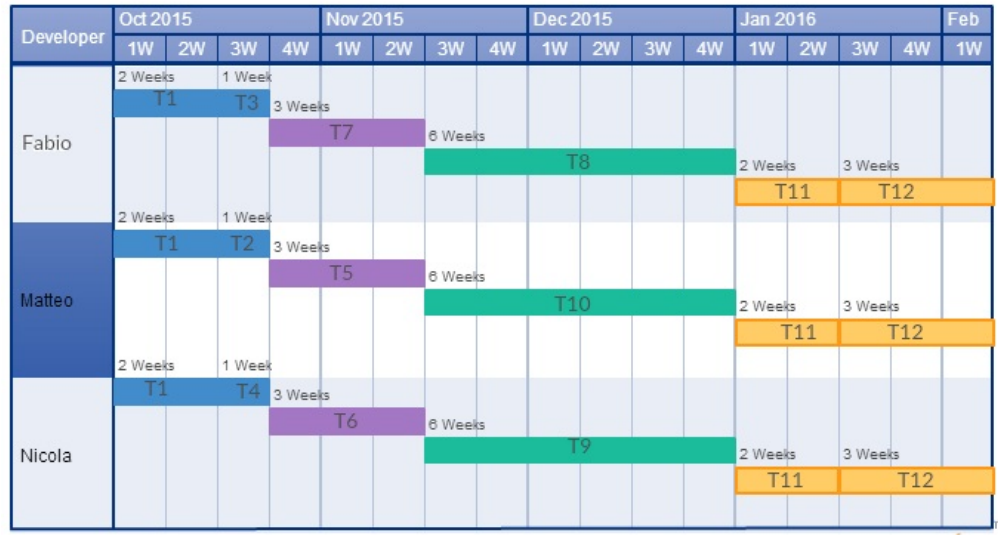 Developer Oct 2015 Nov 2015 Dec 2015 Jan 2016 Feb
1W 2W 3W 4W 1W 2W 3W 4W 1W 2W 3W 4W 1W 2W 3W 4W 1W
2 Weeks 1 Week
T1 T3 3 Weeks
Fabio T7 6 Weeks
T8 2 Weeks 3 Weeks
T11 T12
2 Weeks 1 Week
T1 T2 3 Weeks
T5 6 Weeks
Matteo T10 2 Weeks 3 Weeks
T11 T12
2 Weeks 1 Week
T1 T4 3 Weeks
T6 6 Weeks
Nicola T9 2 Weeks 3 Weeks
T11 T12